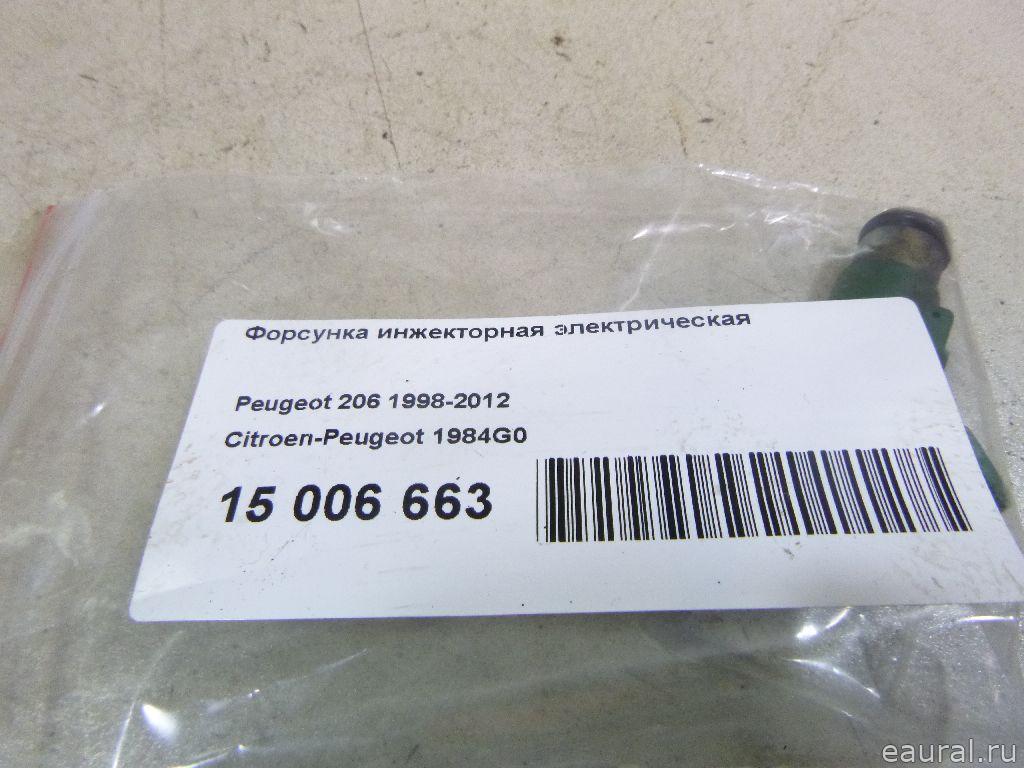 Форсунка инжекторная электрическая
Peugeot 206 1998-2012
Citroen-Peugeot 1984G0
15 006 663
eaural.ru